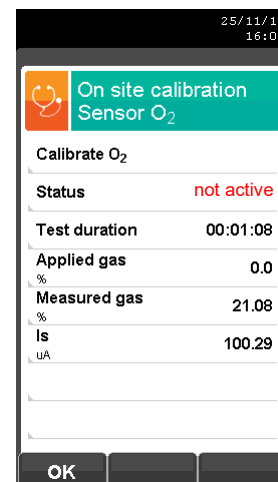 25/11/1
16:0
On site calibration
Sensor O₂
Calibrate O₂
Status not active
Test duration 00:01:08
Applied gas 0.0
%
Measured gas 21.08
%
Is 100.29
uA
OK